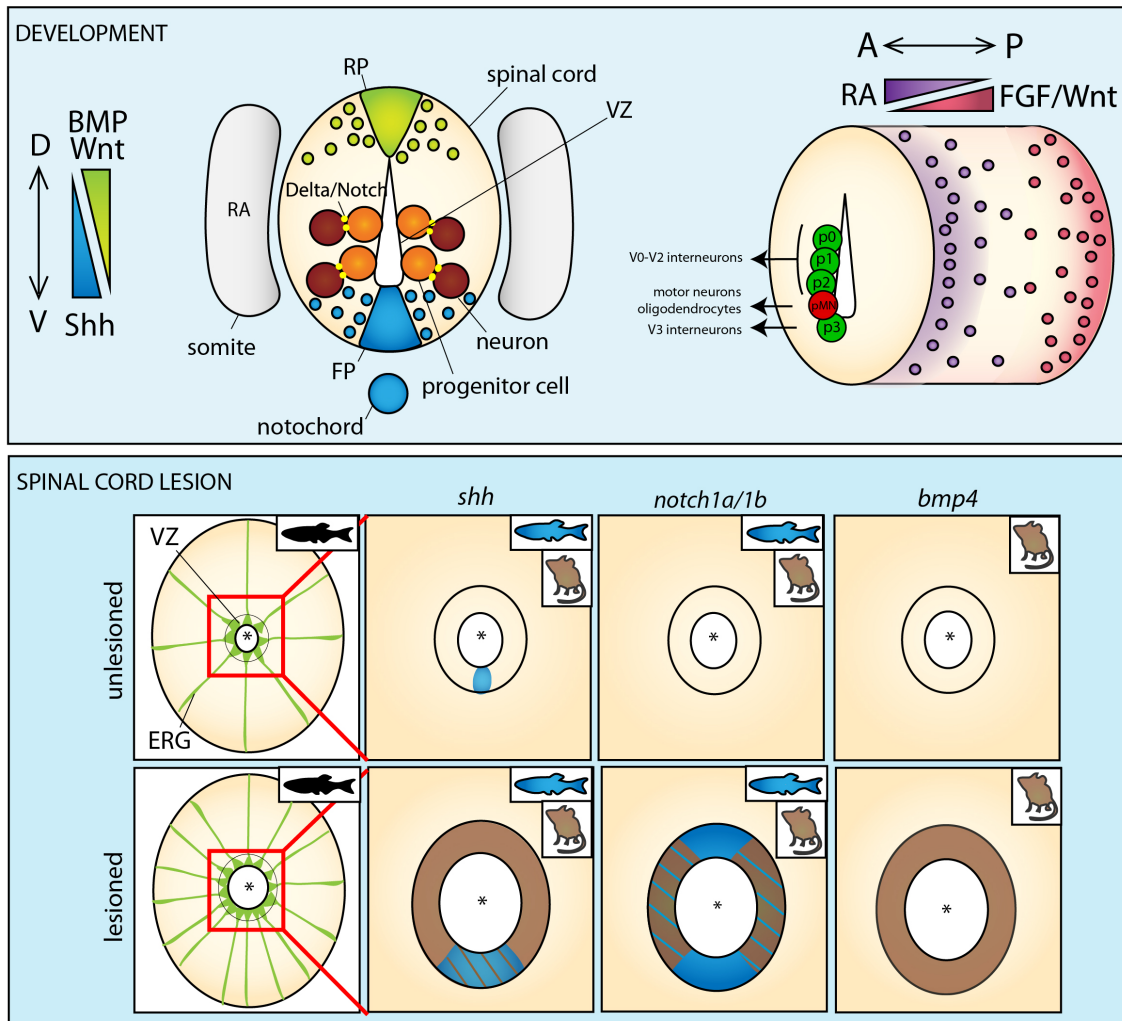 DEVELOPMENT
D
V
BMP
Wnt
Shh
RP
spinal cord
VZ
Delta/Notch
RA
somite
FP
neuron
progenitor cell
notochord
A
P
RA
FGF/Wnt
p0
p1
p2
pMN
p3
V0-V2 interneurons
motor neurons
oligodendrocytes
V3 interneurons
SPINAL CORD LESION
shh
notch1a/1b
bmp4
unlesioned
VZ
*
ERG
*
*
*
lesioned
*
*
*
*